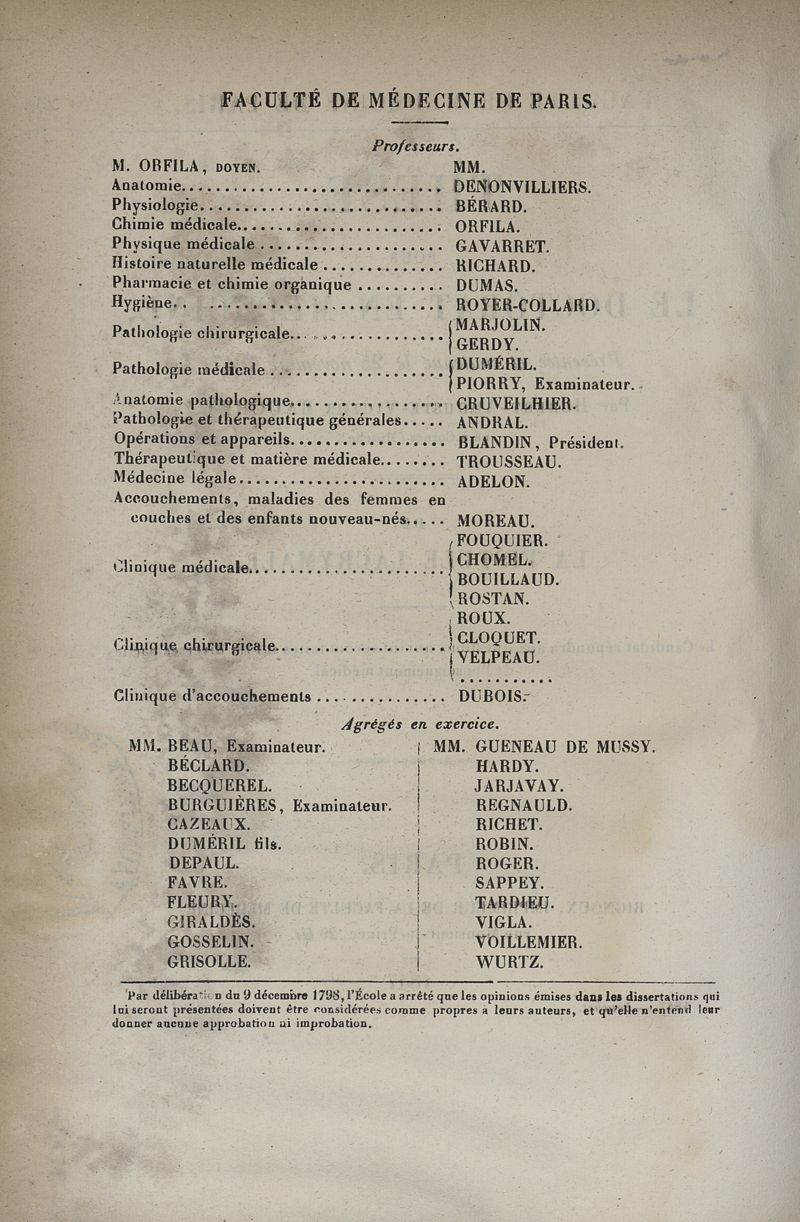 FACULTÉ DE MÉDECINE DE PARIS.
Professeurs.
M. ORFILA, DOYEN. MM.
Anatomie.............................. DENONVILLIERS.
Physiologie............................ BÉRARD.
Chimie médicale........................ ORFILA.
Physique médicale ..................... GAVARRET.
Histoire naturelle médicale .............. RICHARD.
Pharmacie et chimie organique .......... DUMAS.
Hygiène.. ........................... ROYER-COLLARD.
Pathologie chirurgicale.................. { MARJOLIN.
GERDY.
Pathologie médicale .................... { DUMÉRIL.
PIORRY, Examinateur.
Anatomie pathologique.................. CRUVEILHIER.
Pathologie et thérapeutique générales..... ANDRAL.
Opérations et appareils.................. BLANDIN, Président.
Thérapeutique et matière médicale........ TROUSSEAU.
Médecine légale........................ ADELON.
Accouchements, maladies des femmes en
couches et des enfants nouveau-nés..... MOREAU.
Clinique médicale....................... { FOUQUIER.
CHOMEL.
BOUILLAUD.
ROSTAN.
Clinique chirurgicale.................... { ROUX.
CLOQUET.
VELPEAU.
...........
Clinique d'accouchements ............... DUBOIS.
Agrégés en exercice.
MM. BEAU, Examinateur. MM. GUENEAU DE MUSSY.
BÉCLARD. HARDY.
BECQUEREL. JARJAVAY.
BURGUIÈRES, Examinateur. REGNAULD.
CAZEAUX. RICHET.
DUMÉRIL fils. ROBIN.
DEPAUL. ROGER.
FAVRE. SAPPEY.
FLEURY. TARDIEU.
GIRALDÈS. VIGLA.
GOSSELIN. VOILLEMIER.
GRISOLLE. WURTZ.
Par délibération du 9 décembre 1798, l'École a arrêté que les opinions émises dans les dissertations qui
lui seront présentées doivent être considérées comme propres a leurs auteurs, et qu'elle n'entend leur
donner aucune approbation ni improbation.